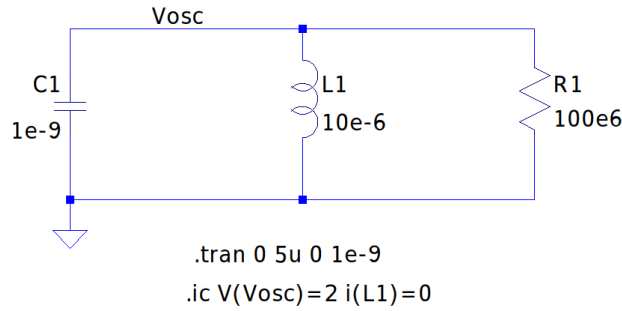 Vosc
C1
1e-9
L1
10e-6
R1
100e6
.tran 0 5u 0 1e-9
.ic V(Vosc)=2 i(L1)=0